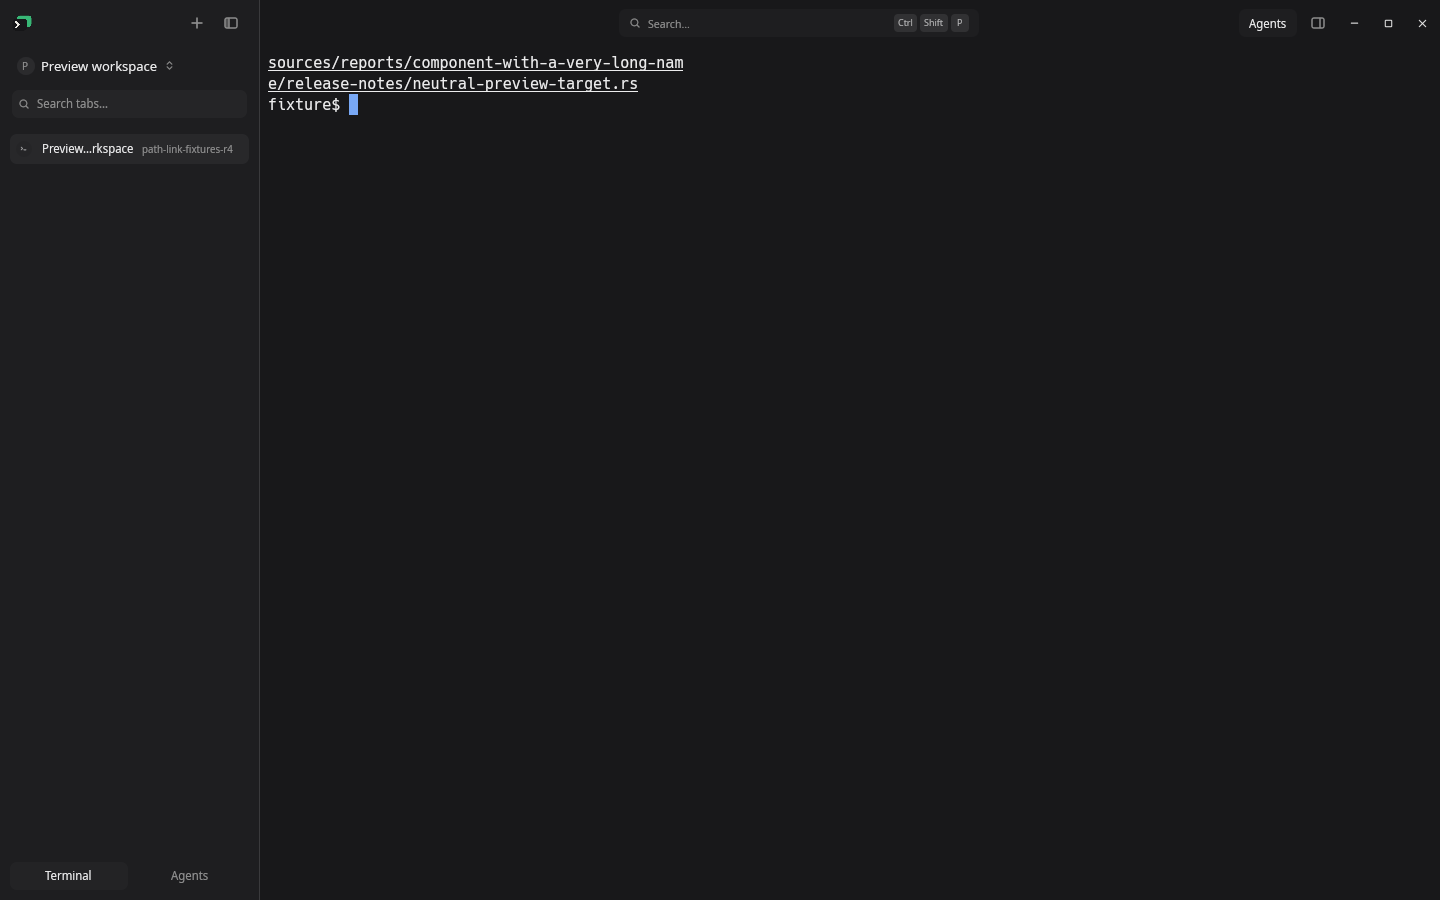 Search...
Ctrl Shift P
Agents
P Preview workspace
Search tabs...
Preview...rkspace path-link-fixtures-r4
sources/reports/component-with-a-very-long-nam
e/release-notes/neutral-preview-target.rs
fixture$
Terminal
Agents